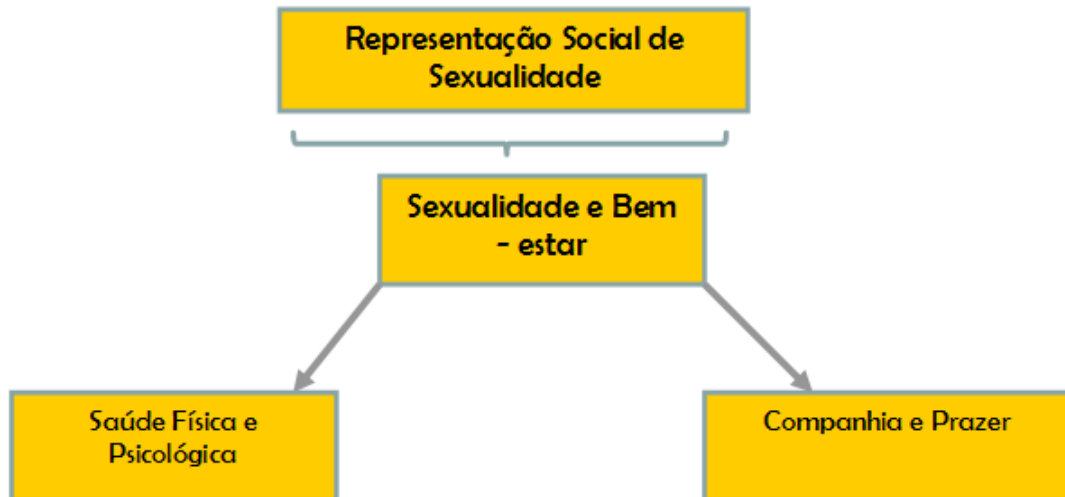 Representação Social de
Sexualidade
Sexualidade e Bem
- estar
Saúde Física e
Psicológica
Companhia e Prazer